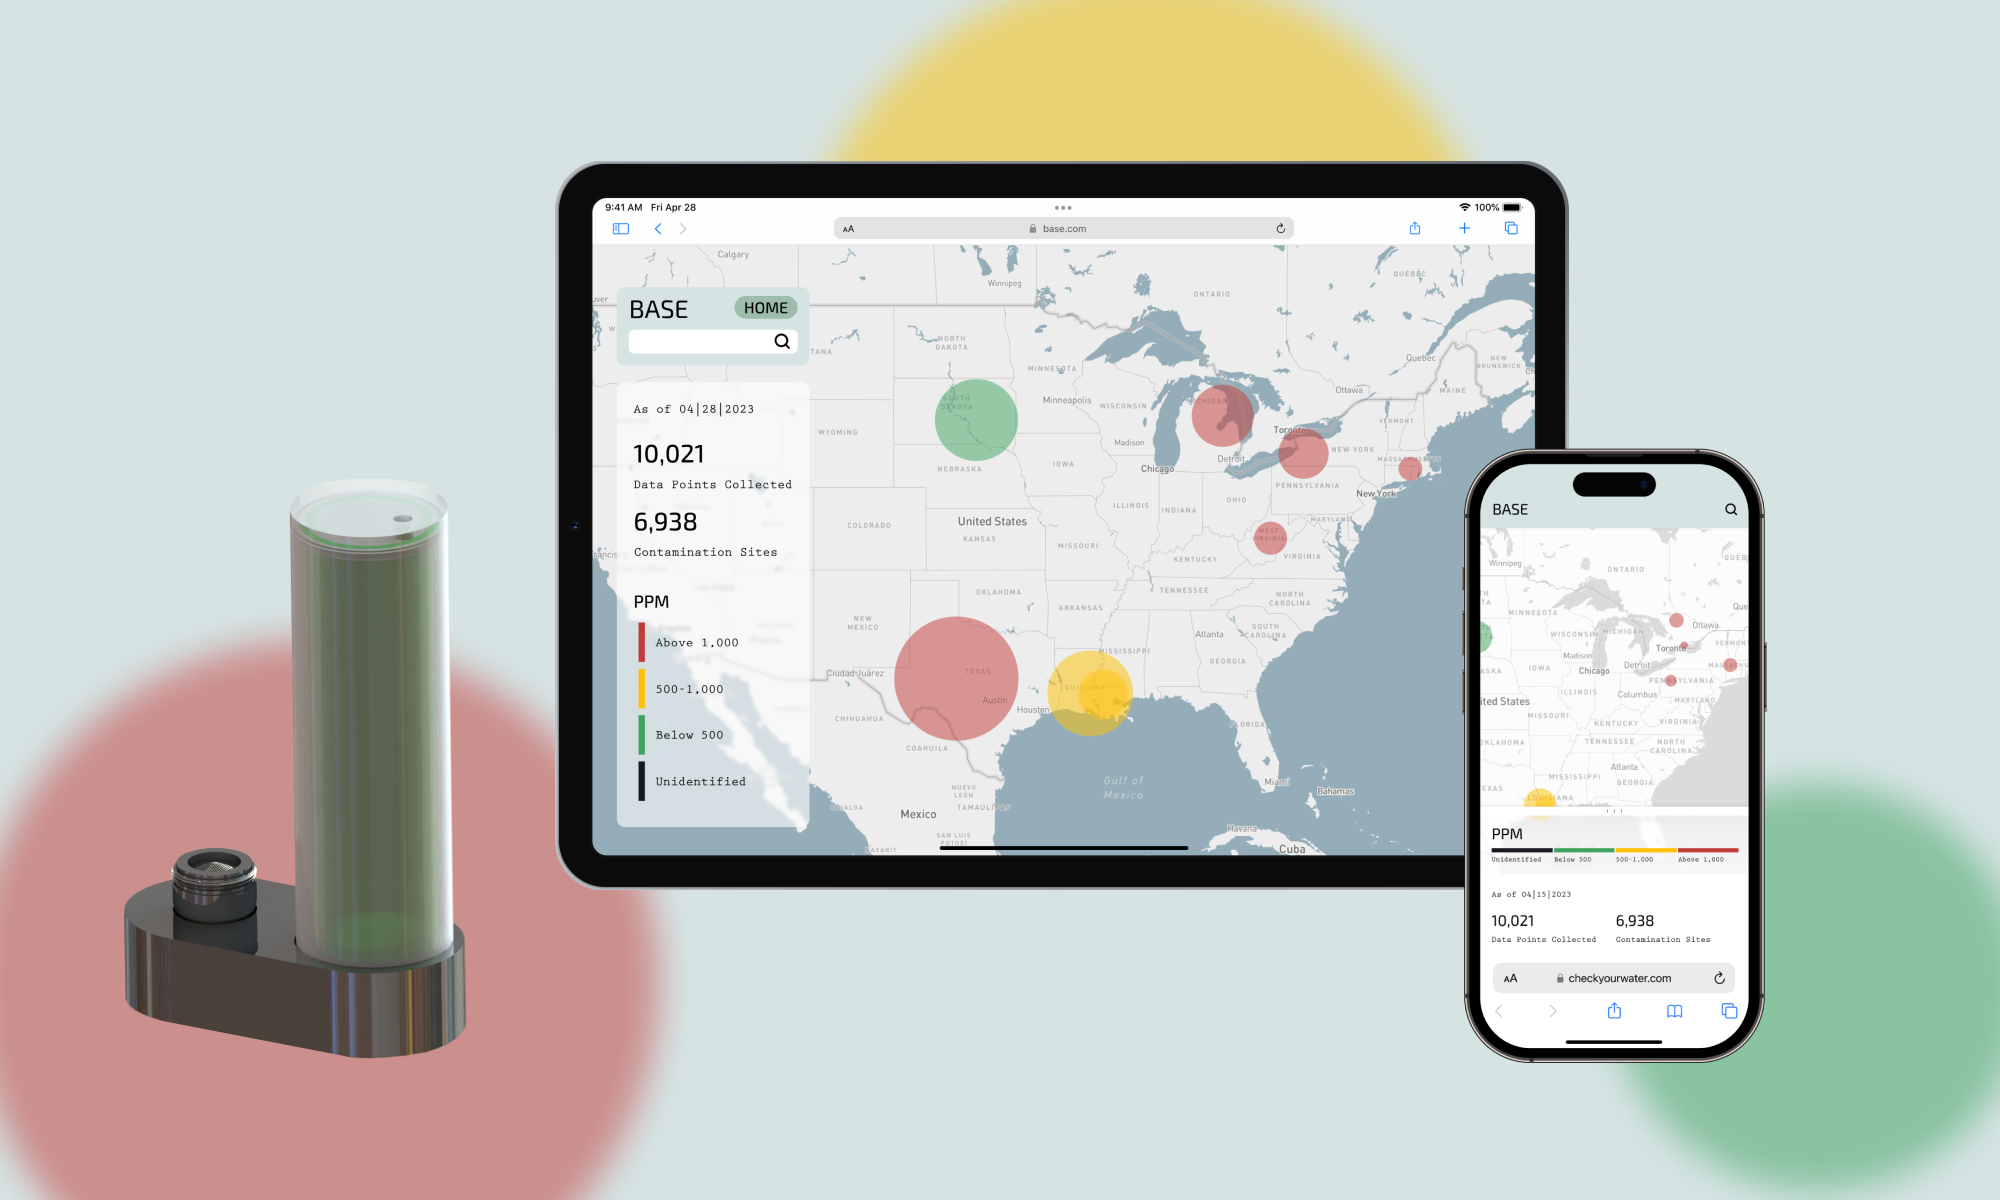 9:41 AM Fri Apr 28
100%
AA
base.com
BASE
HOME
As of 04|28|2023
10,021
Data Points Collected
6,938
Contamination Sites
PPM
Above 1,000
500-1,000
Below 500
Unidentified
Calgary
Winnipeg
ONTARIO
QUÉBEC
NORTH
DAKOTA
MINNESOTA
Quebec
NEW
BRUNSWICK
MAINE
Ottawa
SOUTH
DAKOTA
Minneapolis
WISCONSIN
MICHIGAN
VERMONT
WYOMING
Madison
Toronto
NEW YORK
MASSACHUSETTS
NEBRASKA
IOWA
Chicago
Detroit
PENNSYLVANIA
New York
ILLINOIS
INDIANA
OHIO
MARYLAND
COLORADO
United States
KANSAS
MISSOURI
WEST
VIRGINIA
KENTUCKY
VIRGINIA
OKLAHOMA
TENNESSEE
ARKANSAS
NORTH
CAROLINA
NEW
MEXICO
Atlanta
SOUTH
CAROLINA
MISSISSIPPI
GEORGIA
Ciudad Juárez
TEXAS
LOUISIANA
Austin
Houston
CHIHUAHUA
FLORIDA
COAHUILA
Gulf of
Mexico
Miami
Bahamas
NUEVO
LEÓN
SINALOA
TAMAULIPAS
Mexico
SAN LUIS
POTOSÍ
NAYARIT
Havana
Cuba
BASE
Winnipeg
ONTARIO
MINNESOTA
Ottawa
WISCONSIN
MICHIGAN
VERMONT
Toronto
Madison
Detroit
IOWA
Chicago
PENNSYLVANIA
ILLINOIS
Columbus
MARYLAND
MISSOURI
KENTUCKY
VIRGINIA
TENNESSEE
NORTH
CAROLINA
Atlanta
MISSISSIPPI
GEORGIA
LOUISIANA
PPM
Unidentified
Below 500
500-1,000
Above 1,000
As of 04|15|2023
10,021
6,938
Data Points Collected
Contamination Sites
AA
checkyourwater.com